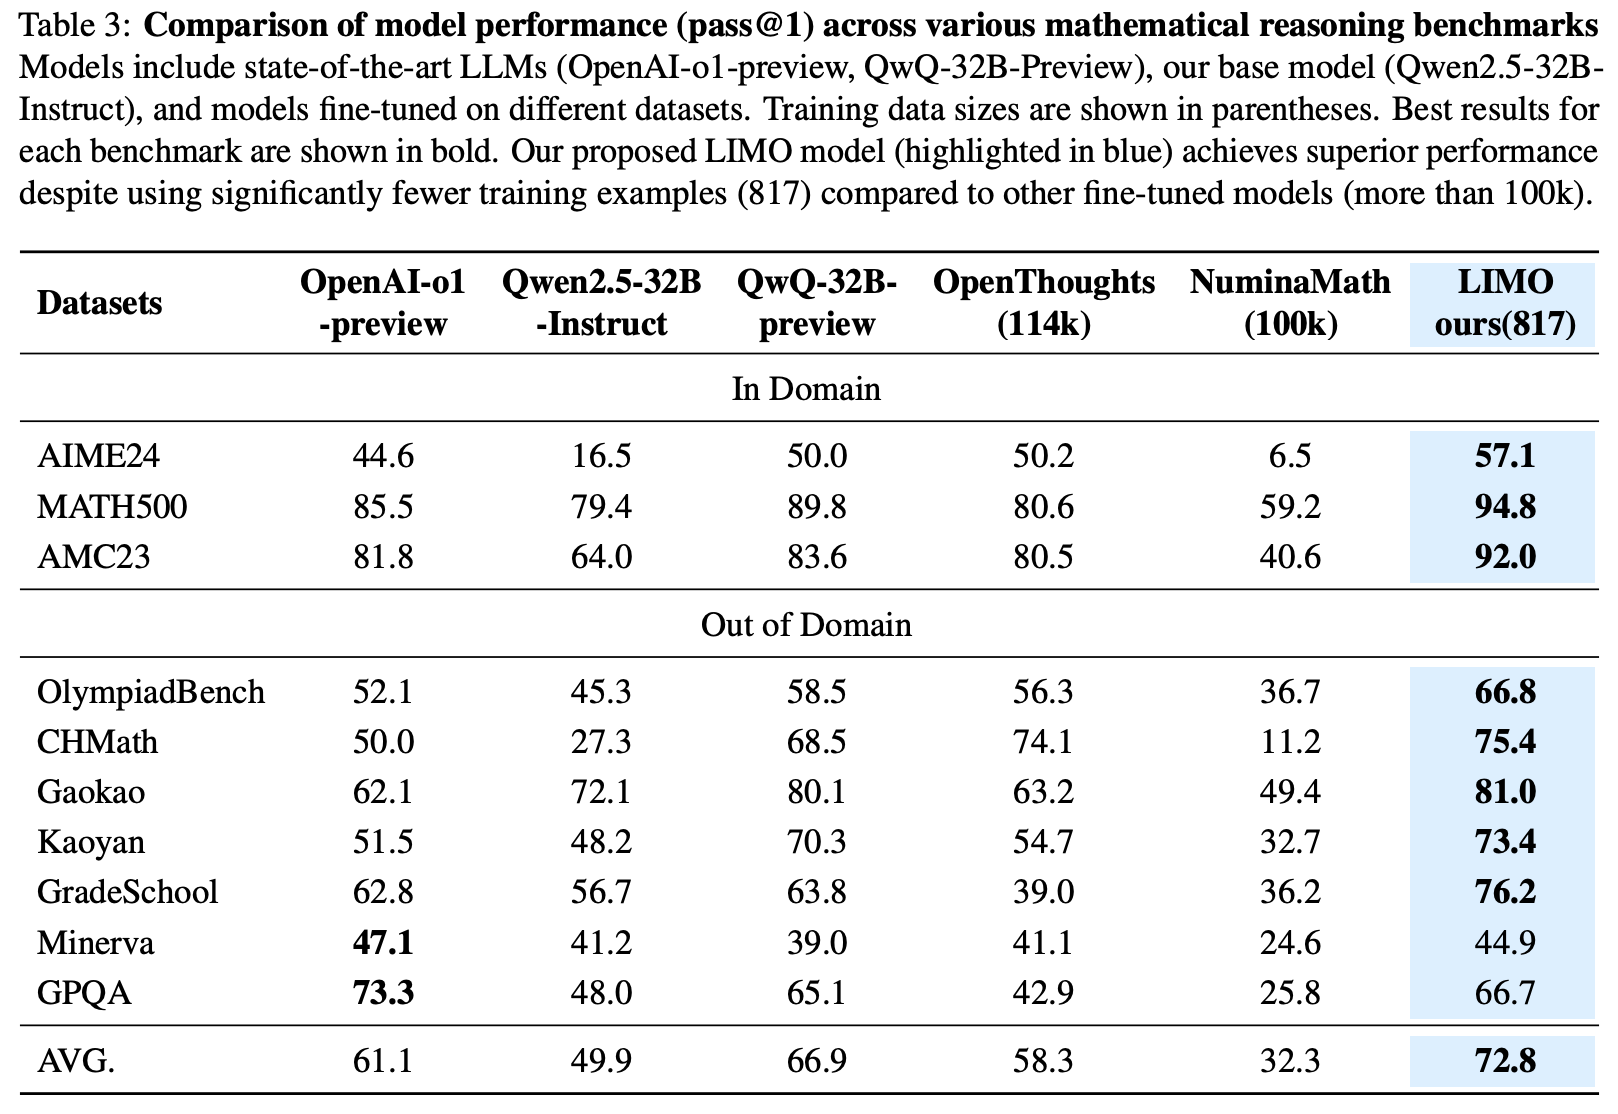 Table 3: Comparison of model performance (pass@1) across various mathematical reasoning benchmarks
Models include state-of-the-art LLMs (OpenAI-o1-preview, QwQ-32B-Preview), our base model (Qwen2.5-32B-
Instruct), and models fine-tuned on different datasets. Training data sizes are shown in parentheses. Best results for
each benchmark are shown in bold. Our proposed LIMO model (highlighted in blue) achieves superior performance
despite using significantly fewer training examples (817) compared to other fine-tuned models (more than 100k).
Datasets OpenAI-o1 Qwen2.5-32B QwQ-32B- OpenThoughts NuminaMath LIMO
-preview -Instruct preview (114k) (100k) ours(817)
In Domain
AIME24 44.6 16.5 50.0 50.2 6.5 57.1
MATH500 85.5 79.4 89.8 80.6 59.2 94.8
AMC23 81.8 64.0 83.6 80.5 40.6 92.0
Out of Domain
OlympiadBench 52.1 45.3 58.5 56.3 36.7 66.8
CHMath 50.0 27.3 68.5 74.1 11.2 75.4
Gaokao 62.1 72.1 80.1 63.2 49.4 81.0
Kaoyan 51.5 48.2 70.3 54.7 32.7 73.4
GradeSchool 62.8 56.7 63.8 39.0 36.2 76.2
Minerva 47.1 41.2 39.0 41.1 24.6 44.9
GPQA 73.3 48.0 65.1 42.9 25.8 66.7
AVG. 61.1 49.9 66.9 58.3 32.3 72.8